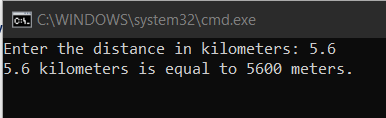 C:\WINDOWS\system32\cmd.exe
Enter the distance in kilometers: 5.6
5.6 kilometers is equal to 5600 meters.